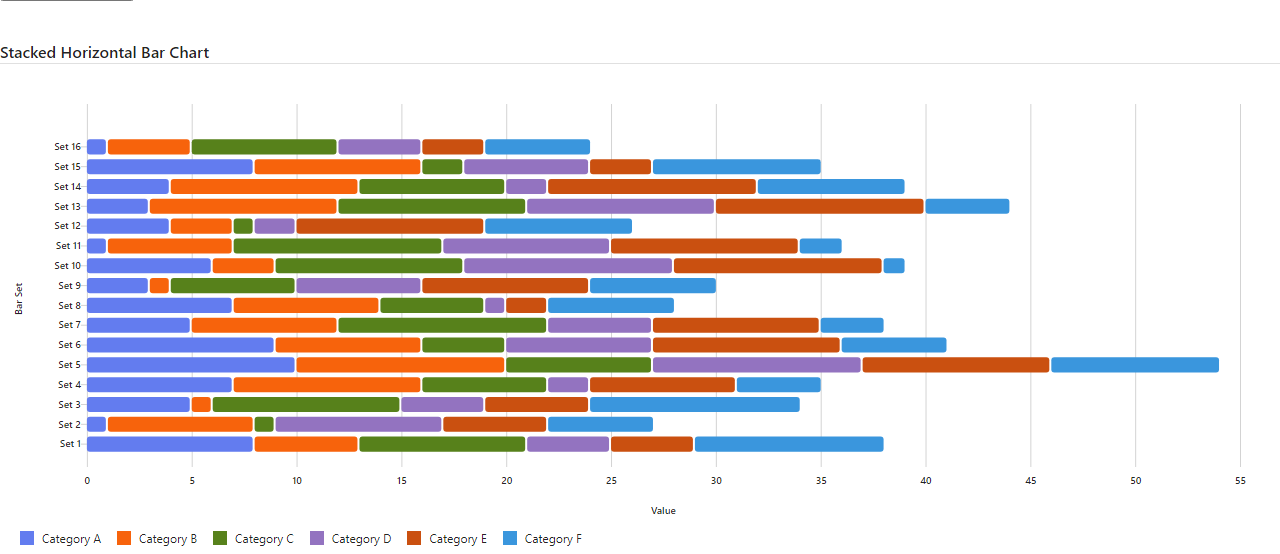 Stacked Horizontal Bar Chart
Set 16
Set 15
Set 14
Set 13
Set 12
Set 11
Set 10
Set 9
Set 8
Set 7
Set 6
Set 5
Set 4
Set 3
Set 2
Set 1
Bar Set
0 5 10 15 20 25 30 35 40 45 50 55
Value
Category A Category B Category C Category D Category E Category F